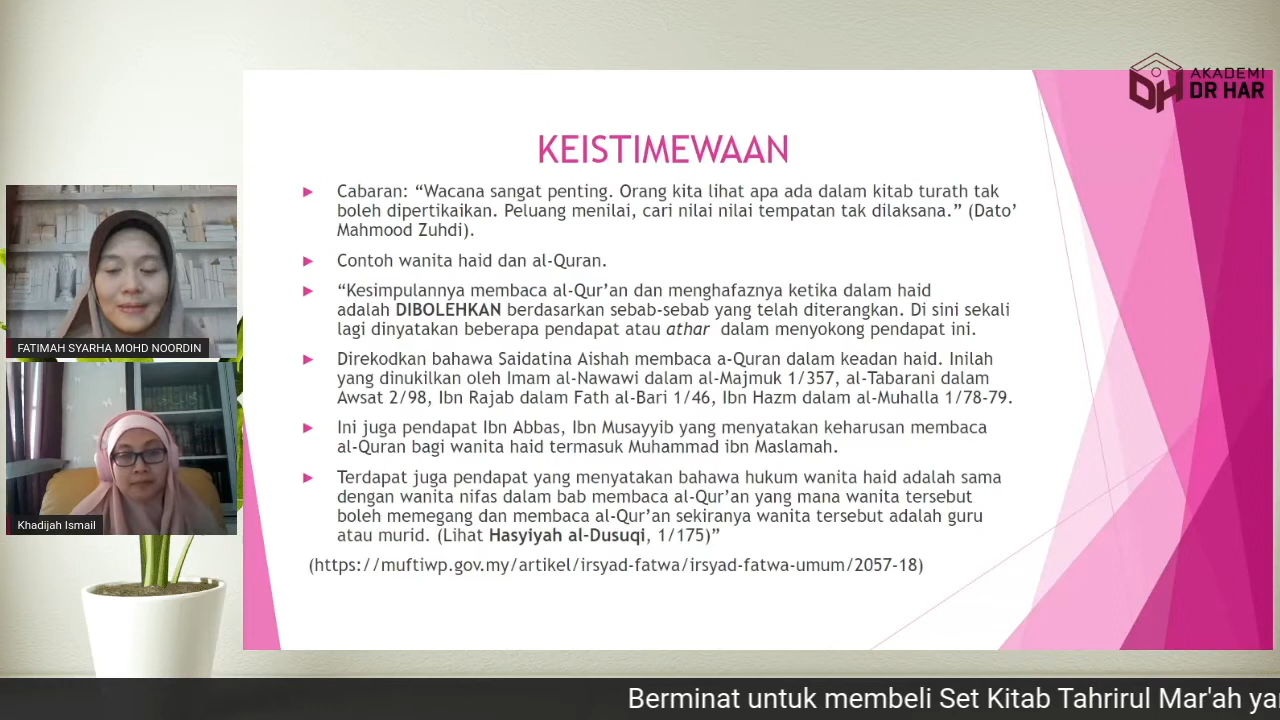 AKADEMI
DR HAR
KEISTIMEWAAN
Cabaran: “Wacana sangat penting. Orang kita lihat apa ada dalam kitab turath tak
boleh dipertikaikan. Peluang menilai, cari nilai nilai tempatan tak dilaksana.” (Dato’
Mahmood Zuhdi).
Contoh wanita haid dan al-Quran.
“Kesimpulannya membaca al-Qur’an dan menghafaznya ketika dalam haid
adalah DIBOLEHKAN berdasarkan sebab-sebab yang telah diterangkan. Di sini sekali
lagi dinyatakan beberapa pendapat atau athar dalam menyokong pendapat ini.
Direkodkan bahawa Saidatina Aishah membaca a-Quran dalam keadan haid. Inilah
yang dinukilkan oleh Imam al-Nawawi dalam al-Majmuk 1/357, al-Tabarani dalam
Awsat 2/98, Ibn Rajab dalam Fath al-Bari 1/46, Ibn Hazm dalam al-Muhalla 1/78-79.
Ini juga pendapat Ibn Abbas, Ibn Musayyib yang menyatakan keharusan membaca
al-Quran bagi wanita haid termasuk Muhammad ibn Maslamah.
Terdapat juga pendapat yang menyatakan bahawa hukum wanita haid adalah sama
dengan wanita nifas dalam bab membaca al-Qur’an yang mana wanita tersebut
boleh memegang dan membaca al-Qur’an sekiranya wanita tersebut adalah guru
atau murid. (Lihat Hasyiyah al-Dusuqi, 1/175)”
(https://muftiwp.gov.my/artikel/irsyad-fatwa/irsyad-fatwa-umum/2057-18)
FATIMAH SYARHA MOHD NOORDIN
Khadijah Ismail
Berminat untuk membeli Set Kitab Tahrirul Mar'ah ya